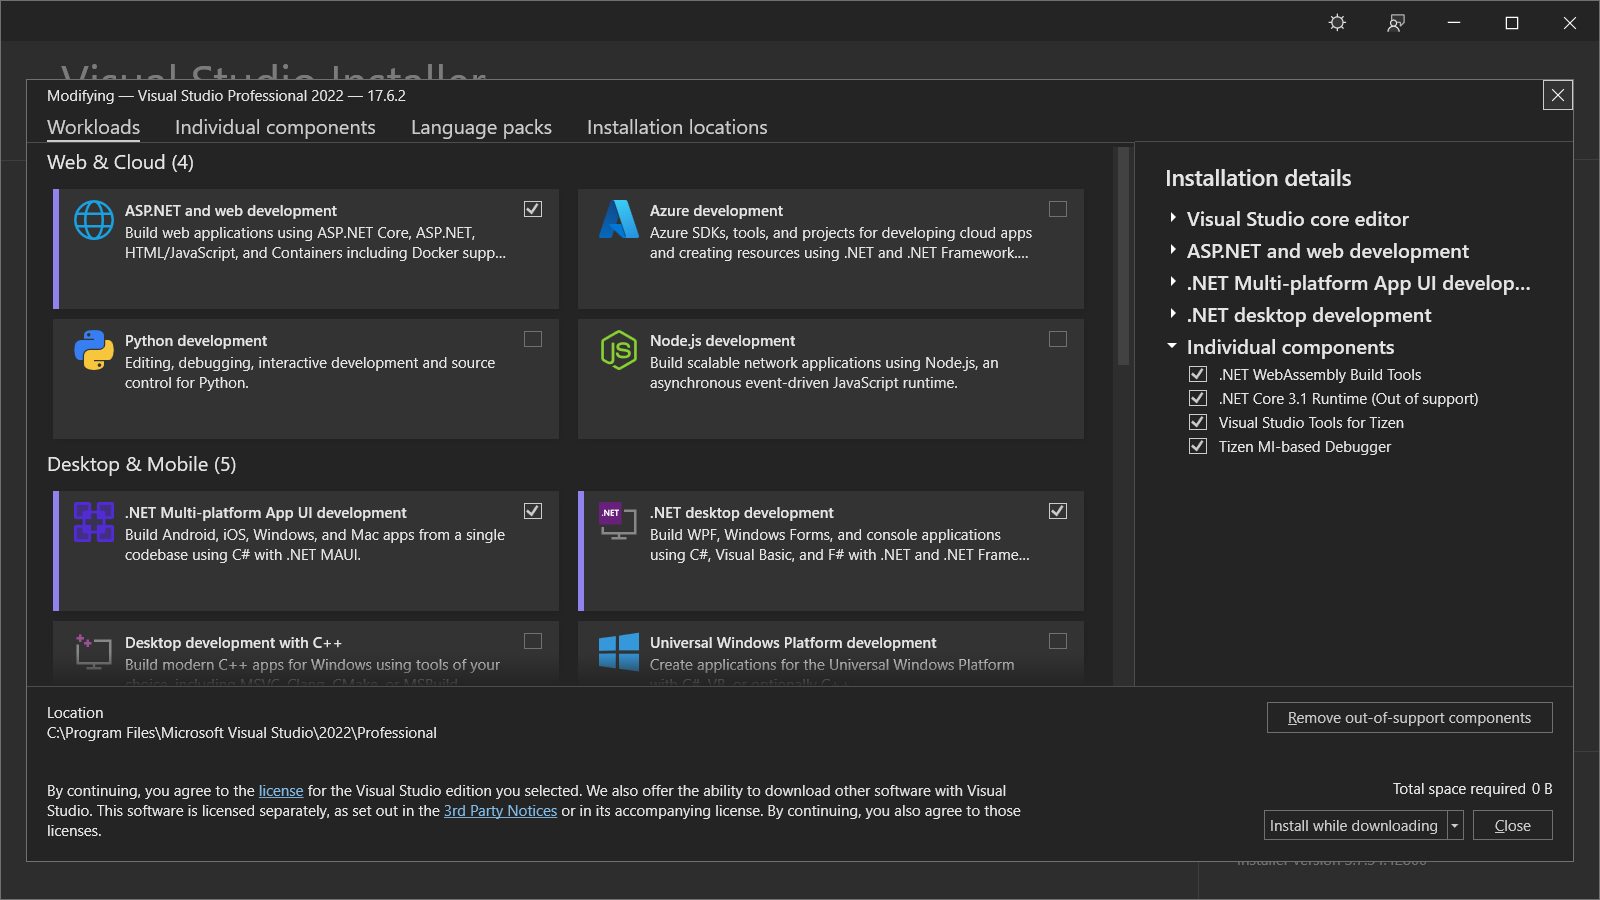 Visual Studio Installer
Modifying — Visual Studio Professional 2022 — 17.6.2
Workloads
Individual components
Language packs
Installation locations
Web & Cloud (4)
ASP.NET and web development
Build web applications using ASP.NET Core, ASP.NET,
HTML/JavaScript, and Containers including Docker supp...
Azure development
Azure SDKs, tools, and projects for developing cloud apps
and creating resources using .NET and .NET Framework....
Python development
Editing, debugging, interactive development and source
control for Python.
Node.js development
Build scalable network applications using Node.js, an
asynchronous event-driven JavaScript runtime.
Desktop & Mobile (5)
.NET Multi-platform App UI development
Build Android, iOS, Windows, and Mac apps from a single
codebase using C# with .NET MAUI.
.NET
.NET desktop development
Build WPF, Windows Forms, and console applications
using C#, Visual Basic, and F# with .NET and .NET Frame...
Desktop development with C++
Build modern C++ apps for Windows using tools of your
choice, including MSVC, Clang, CMake, or MSBuild.
Universal Windows Platform development
Create applications for the Universal Windows Platform
with C#, VB, or optionally C++.
Installation details
Visual Studio core editor
ASP.NET and web development
.NET Multi-platform App UI develop...
.NET desktop development
Individual components
.NET WebAssembly Build Tools
.NET Core 3.1 Runtime (Out of support)
Visual Studio Tools for Tizen
Tizen MI-based Debugger
Location
C:\Program Files\Microsoft Visual Studio\2022\Professional
Remove out-of-support components
By continuing, you agree to the license for the Visual Studio edition you selected. We also offer the ability to download other software with Visual
Studio. This software is licensed separately, as set out in the 3rd Party Notices or in its accompanying license. By continuing, you also agree to those
licenses.
Total space required 0 B
Install while downloading
Close
Installer Version